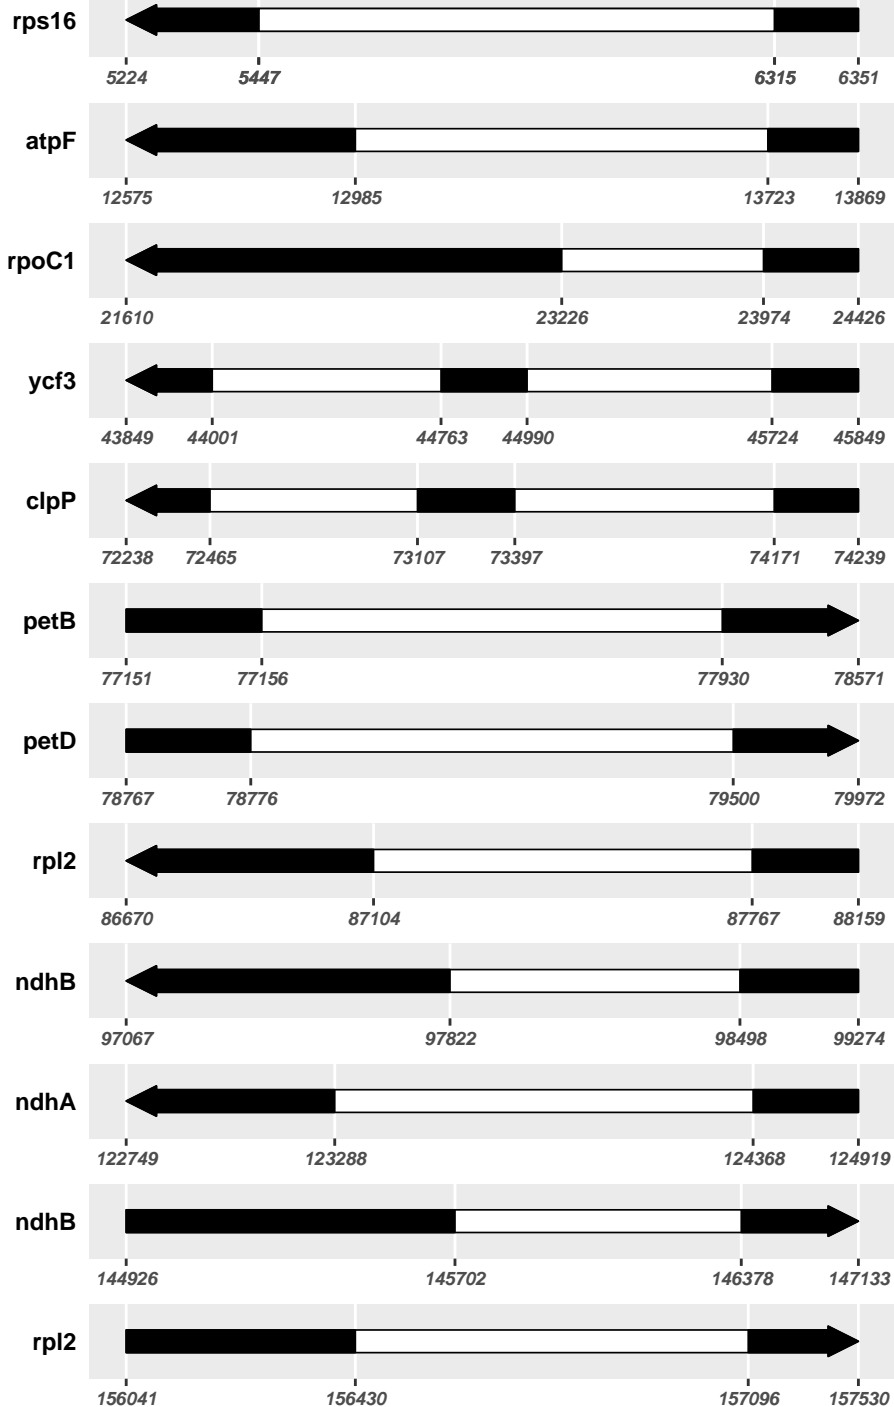 rps16
5224 5447 6315 6351
atpF
12575 12985 13723 13869
rpoC1
21610 23226 23974 24426
ycf3
43849 44001 44763 44990 45724 45849
clpP
72238 72465 73107 73397 74171 74239
petB
77151 77156 77930 78571
petD
78767 78776 79500 79972
rpl2
86670 87104 87767 88159
ndhB
97067 97822 98498 99274
ndhA
122749 123288 124368 124919
ndhB
144926 145702 146378 147133
rpl2
156041 156430 157096 157530